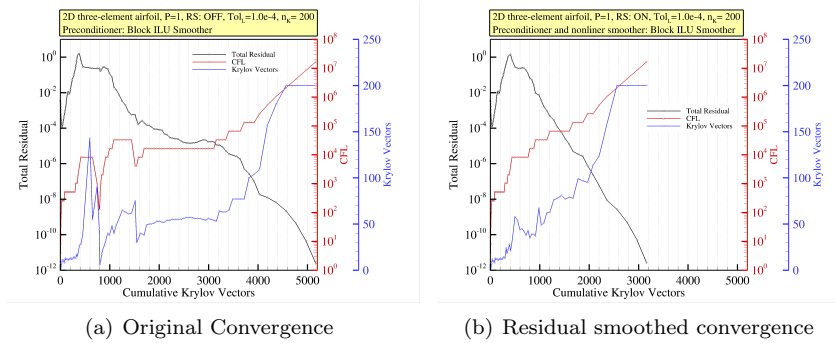 2D three-element airfoil, P=1, RS: OFF, Tol_L=1.0e-4, n_K= 200
Preconditioner: Block ILU Smoother
Total Residual
CFL
Krylov Vectors
10^0
10^-2
10^-4
10^-6
10^-8
10^-10
10^-12
Total Residual
0
1000
2000
3000
4000
5000
Cumulative Krylov Vectors
10^8
10^7
10^6
10^5
10^4
10^3
10^2
10^1
10^0
CFL
250
200
150
100
50
0
Krylov Vectors
(a) Original Convergence
2D three-element airfoil, P=1, RS: ON, Tol_L=1.0e-4, n_K= 200
Preconditioner and nonliner smoother: Block ILU Smoother
Total Residual
CFL
Krylov Vectors
10^0
10^-2
10^-4
10^-6
10^-8
10^-10
10^-12
Total Residual
0
1000
2000
3000
4000
5000
Cumulative Krylov Vectors
10^8
10^7
10^6
10^5
10^4
10^3
10^2
10^1
10^0
CFL
250
200
150
100
50
0
Krylov Vectors
(b) Residual smoothed convergence